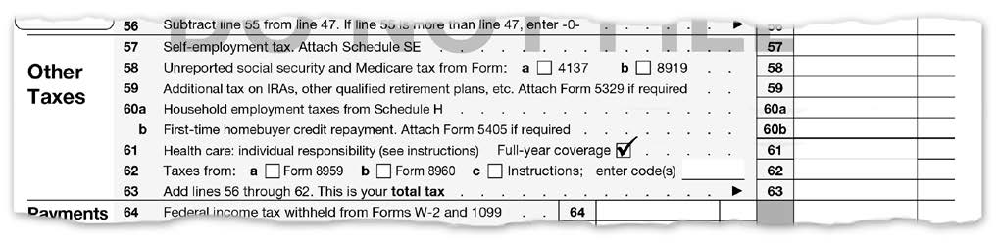 56 Subtract line 55 from line 47. If line 55 is more than line 47, enter -0- 56
DO NOT FILE
57 Self-employment tax. Attach Schedule SE 57
Other Taxes
58 Unreported social security and Medicare tax from Form: a 4137 b 8919 58
59 Additional tax on IRAs, other qualified retirement plans, etc. Attach Form 5329 if required 59
60a Household employment taxes from Schedule H 60a
b First-time homebuyer credit repayment. Attach Form 5405 if required 60b
61 Health care: individual responsibility (see instructions) Full-year coverage 61
62 Taxes from: a Form 8959 b Form 8960 c Instructions; enter code(s) 62
63 Add lines 56 through 62. This is your total tax 63
Payments 64 Federal income tax withheld from Forms W-2 and 1099 64